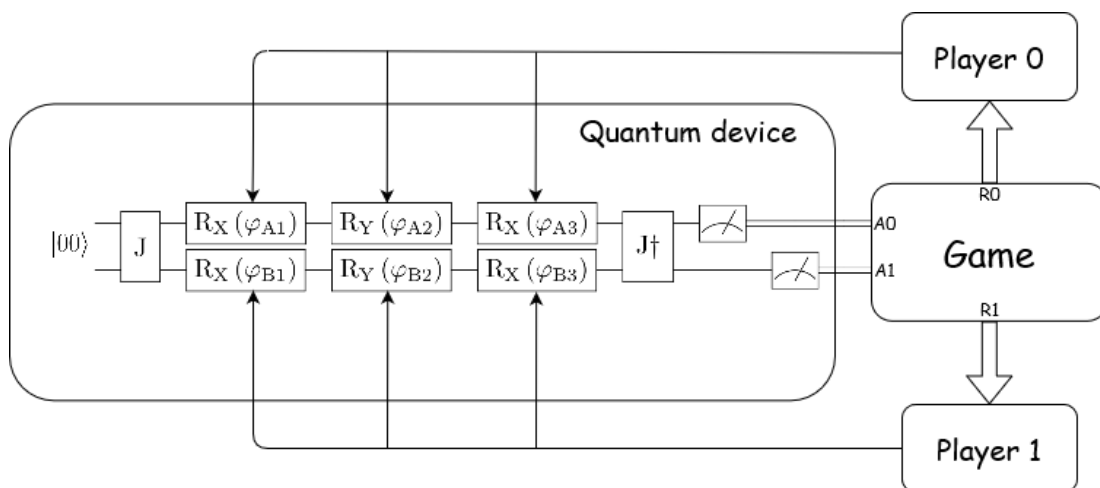 Player 0
Quantum device
R0
|00⟩ J R_X (φ_A1) R_Y (φ_A2) R_X (φ_A3) J† A0
R_X (φ_B1) R_Y (φ_B2) R_X (φ_B3) A1
Game
R1
Player 1